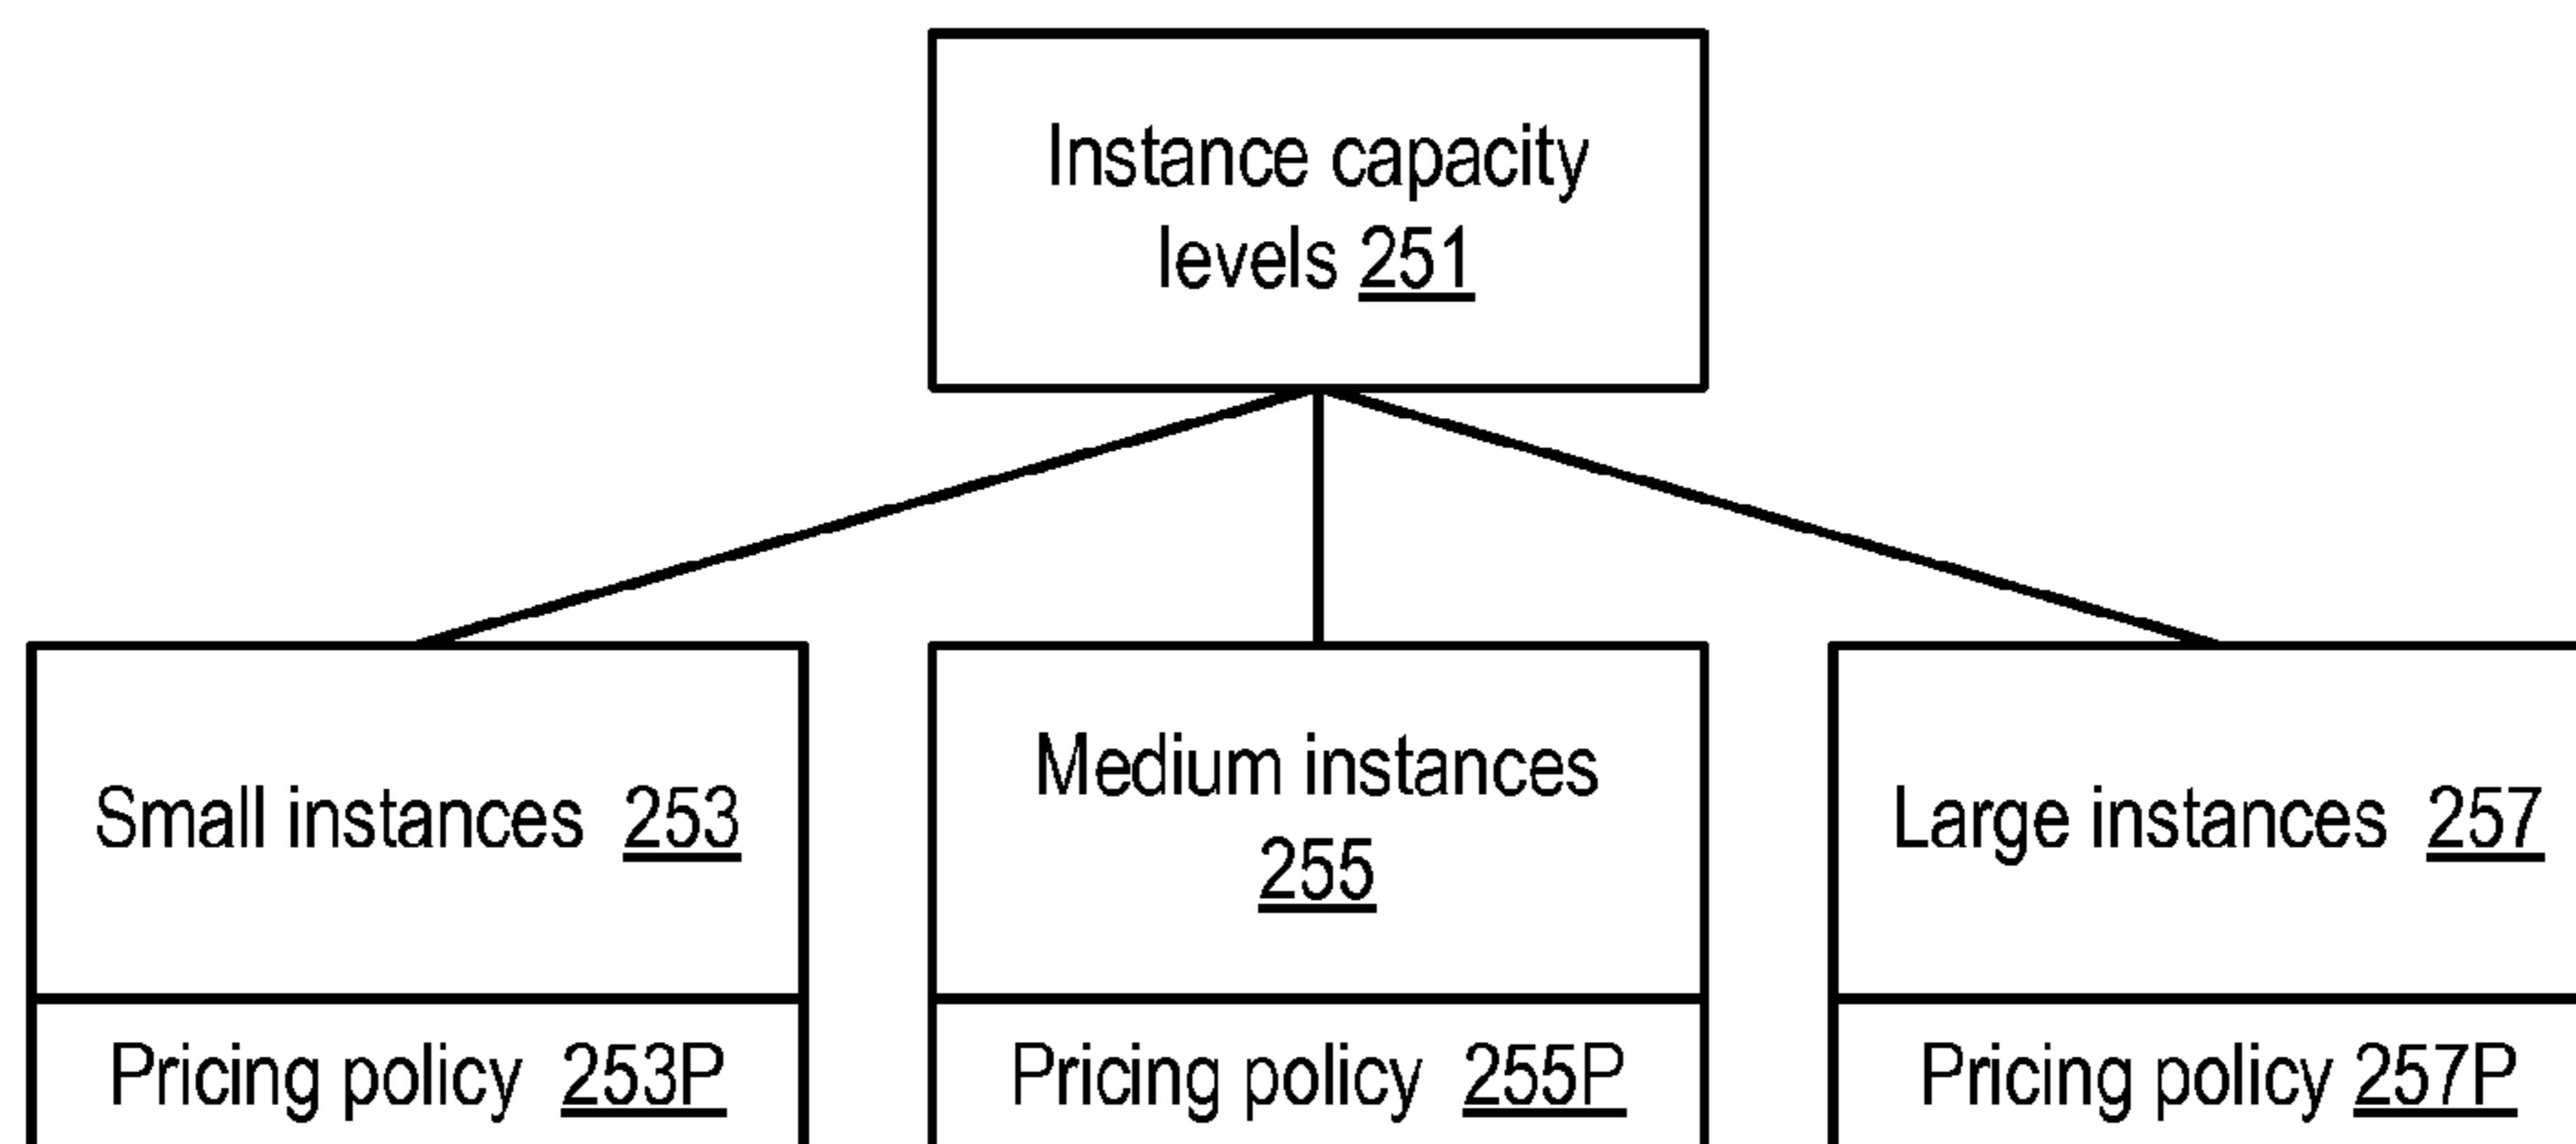 Instance capacity
levels 251
Small instances 253
Medium instances
255
Large instances 257
Pricing policy 253P
Pricing policy 255P
Pricing policy 257P